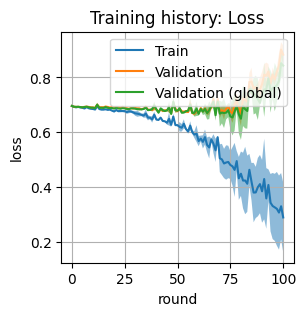 Training history: Loss
Train
Validation
Validation (global)
loss
0.8
0.6
0.4
0.2
0
25
50
75
100
round